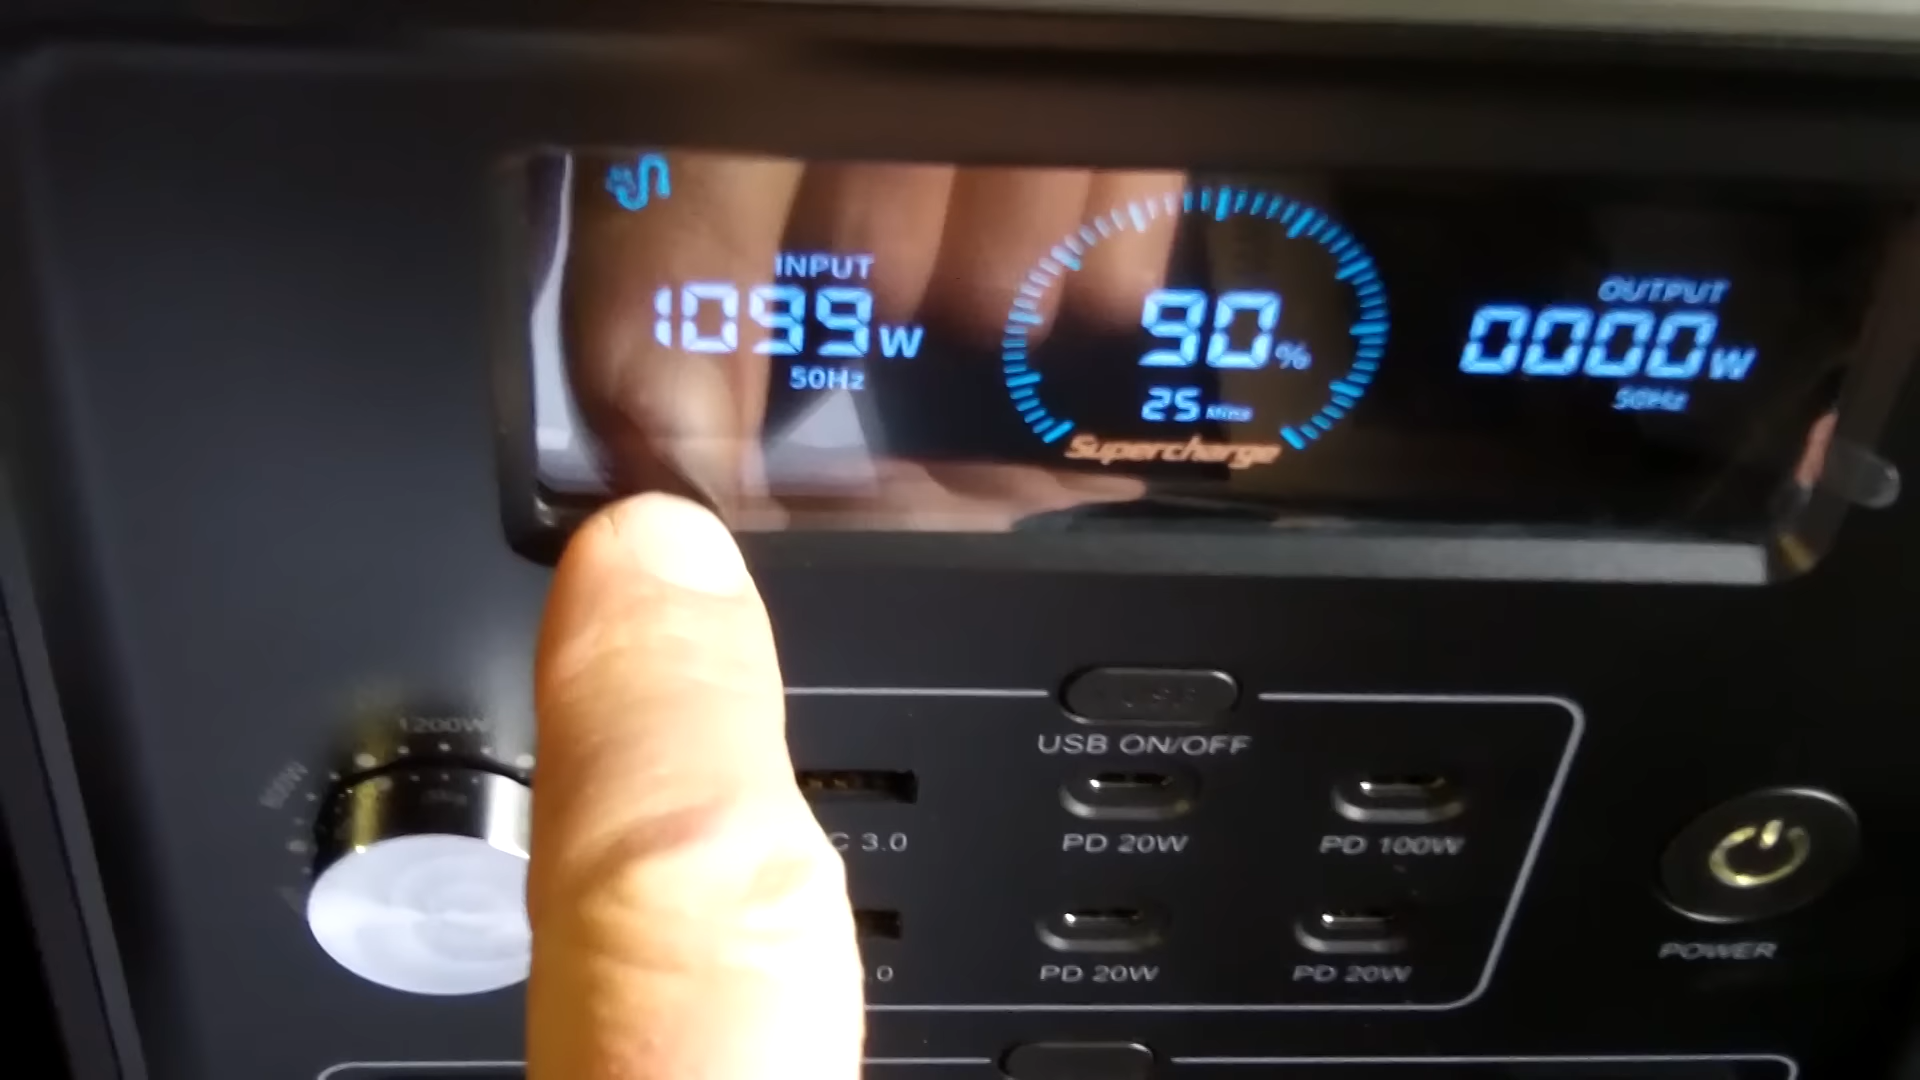 INPUT
1099W
50Hz
90%
25 Mins
Supercharge
OUTPUT
0000W
50Hz
1200W
USB ON/OFF
C 3.0
PD 20W
PD 100W
.0
PD 20W
PD 20W
POWER